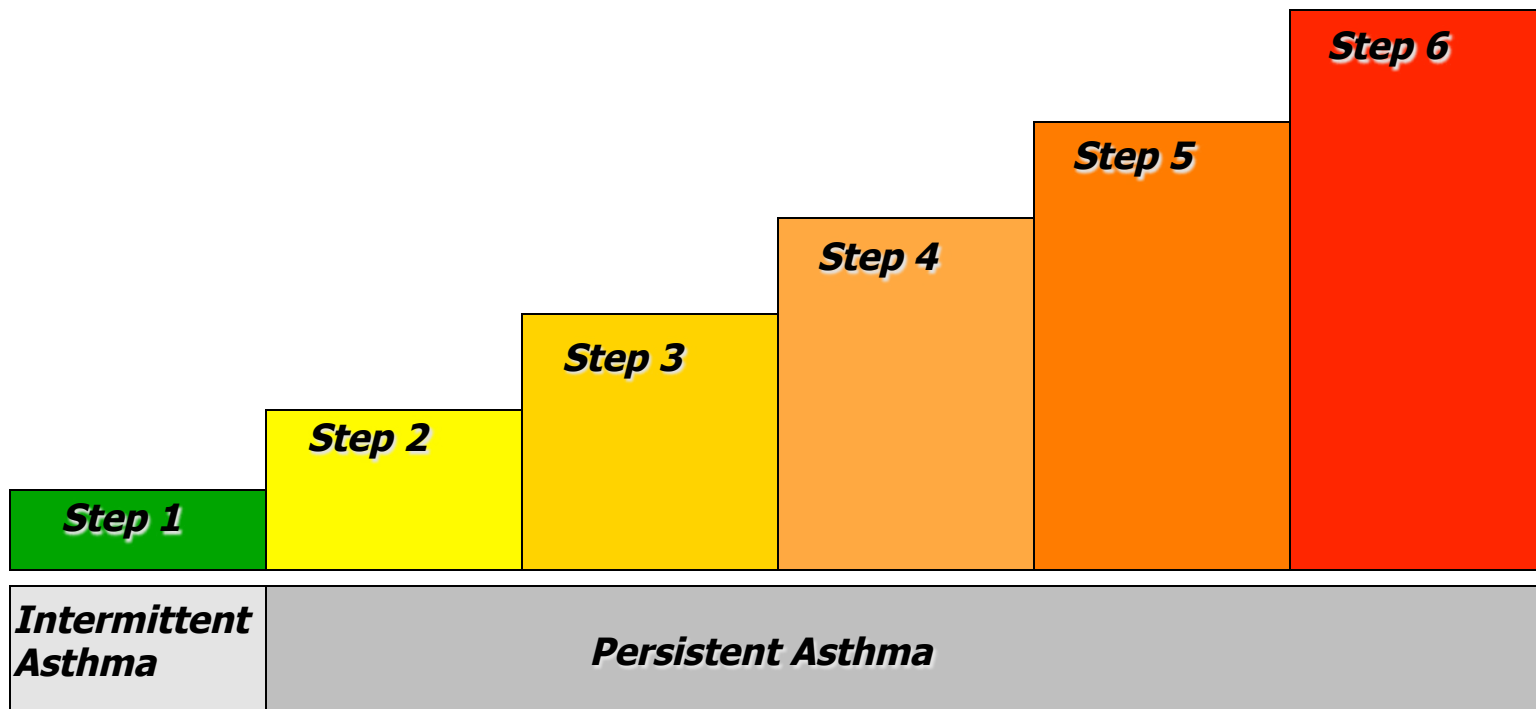 Step 6
Step 5
Step 4
Step 3
Step 2
Step 1
Intermittent
Asthma
Persistent Asthma